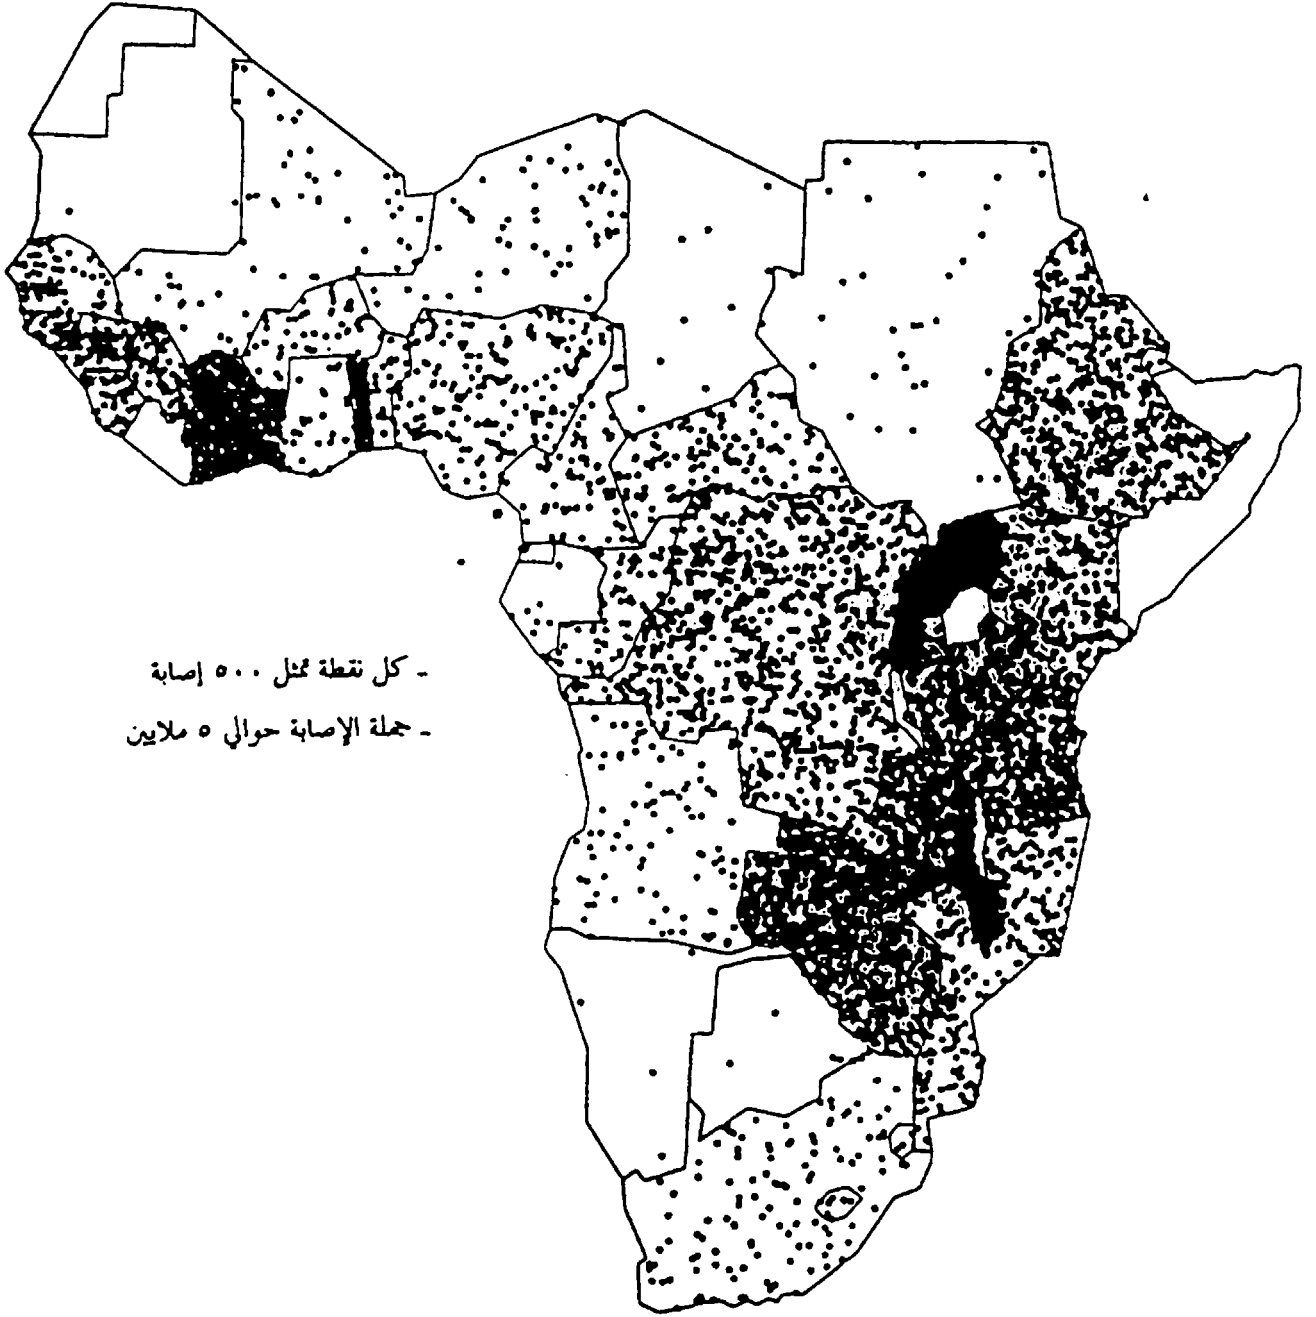 - كل نقطة تمثل ٥٠٠ إصابة
- جملة الإصابة حوالي ٥ ملايين